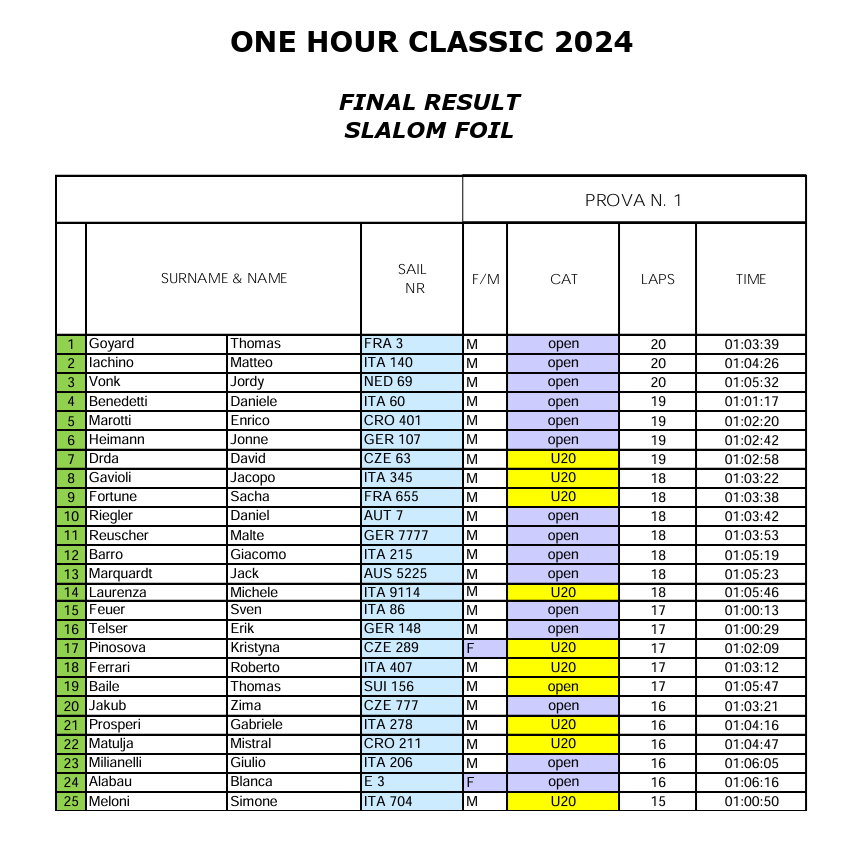 ONE HOUR CLASSIC 2024
FINAL RESULT
SLALOM FOIL
PROVA N. 1
SURNAME & NAME SAIL NR F/M CAT LAPS TIME
1 Goyard Thomas FRA 3 M open 20 01:03:39
2 Iachino Matteo ITA 140 M open 20 01:04:26
3 Vonk Jordy NED 69 M open 20 01:05:32
4 Benedetti Daniele ITA 60 M open 19 01:01:17
5 Marotti Enrico CRO 401 M open 19 01:02:20
6 Heimann Jonne GER 107 M open 19 01:02:42
7 Drda David CZE 63 M U20 19 01:02:58
8 Gavioli Jacopo ITA 345 M U20 18 01:03:22
9 Fortune Sacha FRA 655 M U20 18 01:03:38
10 Riegler Daniel AUT 7 M open 18 01:03:42
11 Reuscher Malte GER 7777 M open 18 01:03:53
12 Barro Giacomo ITA 215 M open 18 01:05:19
13 Marquardt Jack AUS 5225 M open 18 01:05:23
14 Laurenza Michele ITA 9114 M U20 18 01:05:46
15 Feuer Sven ITA 86 M open 17 01:00:13
16 Telser Erik GER 148 M open 17 01:00:29
17 Pinosova Kristyna CZE 289 F U20 17 01:02:09
18 Ferrari Roberto ITA 407 M U20 17 01:03:12
19 Baile Thomas SUI 156 M open 17 01:05:47
20 Jakub Zima CZE 777 M open 16 01:03:21
21 Prosperi Gabriele ITA 278 M U20 16 01:04:16
22 Matulja Mistral CRO 211 M U20 16 01:04:47
23 Milianelli Giulio ITA 206 M open 16 01:06:05
24 Alabau Blanca E 3 F open 16 01:06:16
25 Meloni Simone ITA 704 M U20 15 01:00:50